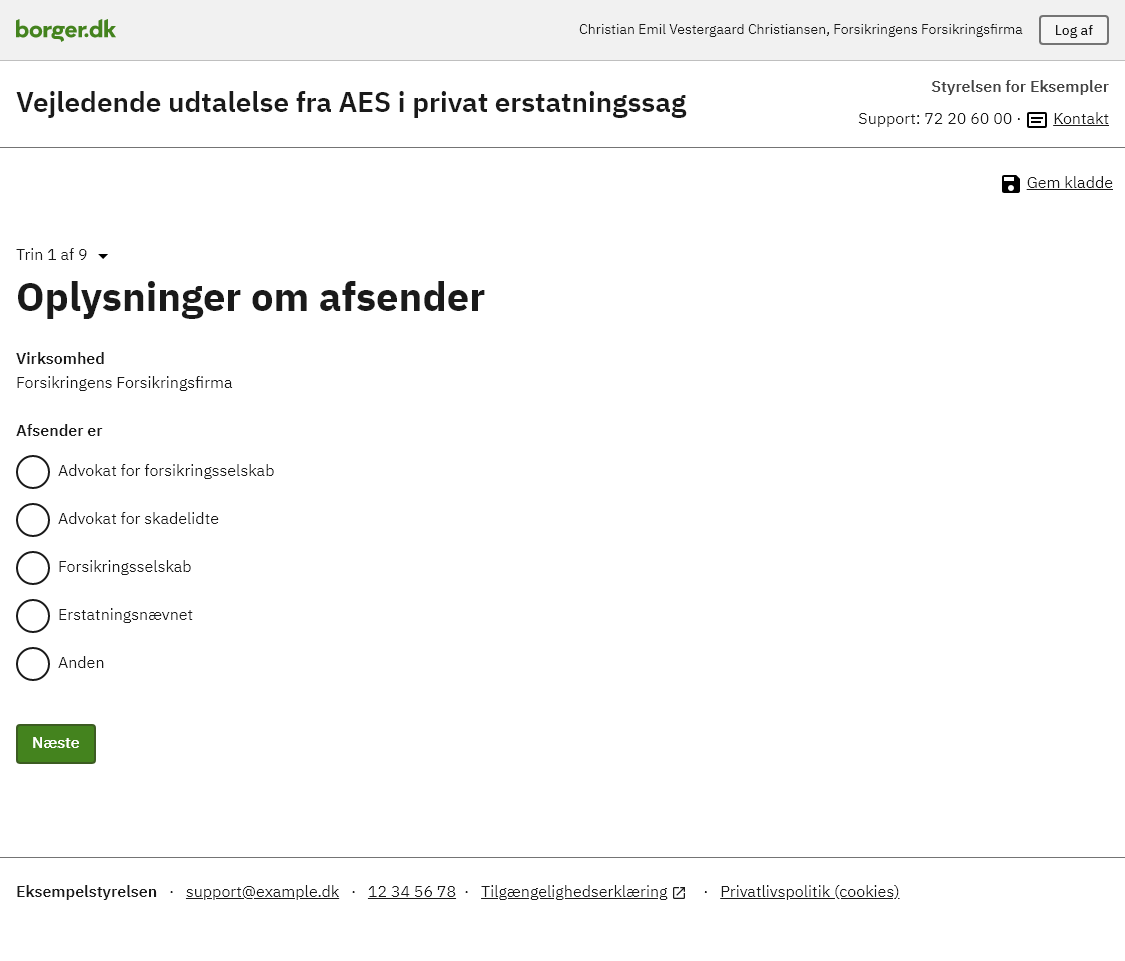 borger.dk
Christian Emil Vestergaard Christiansen, Forsikringens Forsikringsfirma
Log af
Vejledende udtalelse fra AES i privat erstatningssag
Styrelsen for Eksempler
Support: 72 20 60 00 · Kontakt
Gem kladde
Trin 1 af 9
Oplysninger om afsender
Virksomhed
Forsikringens Forsikringsfirma
Afsender er
Advokat for forsikringsselskab
Advokat for skadelidte
Forsikringsselskab
Erstatningsnævnet
Anden
Næste
Eksempelstyrelsen · support@example.dk · 12 34 56 78 · Tilgængelighedserklæring · Privatlivspolitik (cookies)